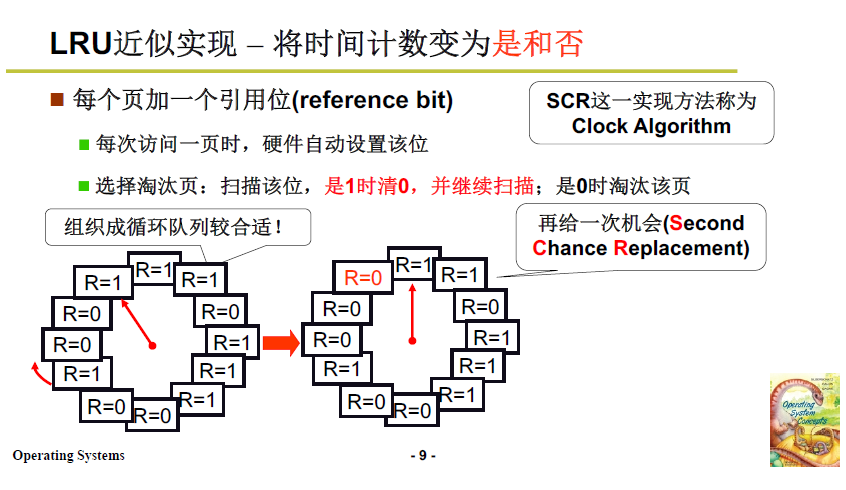 LRU近似实现 – 将时间计数变为是和否
每个页加一个引用位(reference bit)
SCR这一实现方法称为
Clock Algorithm
每次访问一页时，硬件自动设置该位
选择淘汰页：扫描该位，是1时清0，并继续扫描；是0时淘汰该页
组织成循环队列较合适！
再给一次机会(Second
Chance Replacement)
R=1
R=1
R=1
R=0
R=0
R=0
R=1
R=1
R=1
R=1
R=0
R=0
R=1
R=0
R=1
R=0
R=0
R=0
R=1
R=1
R=1
R=1
R=0
R=0
Operating
System
Concepts
Operating Systems
- 9 -